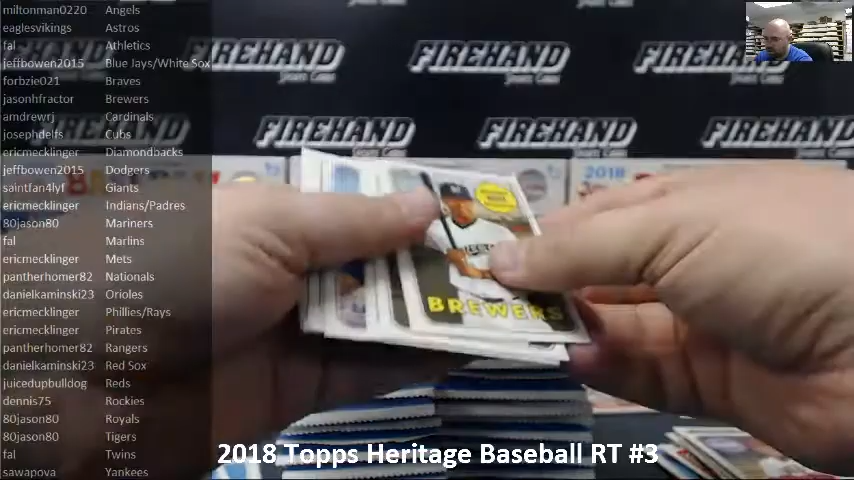 miltonman0220 Angels
eaglesvikings Astros
fal Athletics
jeffbowen2015 Blue Jays/White Sox
forbzie021 Braves
jasonhfractor Brewers
amdrewrj Cardinals
josephdelfs Cubs
ericmecklinger Diamondbacks
jeffbowen2015 Dodgers
saintfan4lyf Giants
ericmecklinger Indians/Padres
80jason80 Mariners
fal Marlins
ericmecklinger Mets
pantherhomer82 Nationals
danielkaminski23 Orioles
ericmecklinger Phillies/Rays
ericmecklinger Pirates
pantherhomer82 Rangers
danielkaminski23 Red Sox
juicedupbulldog Reds
dennis75 Rockies
80jason80 Royals
80jason80 Tigers
fal Twins
sawapova Yankees
FIREHAND FIREHAND FIREHAND
FIREHAND FIREHAND FIREHAND
2018
BREWERS
2018 Topps Heritage Baseball RT #3